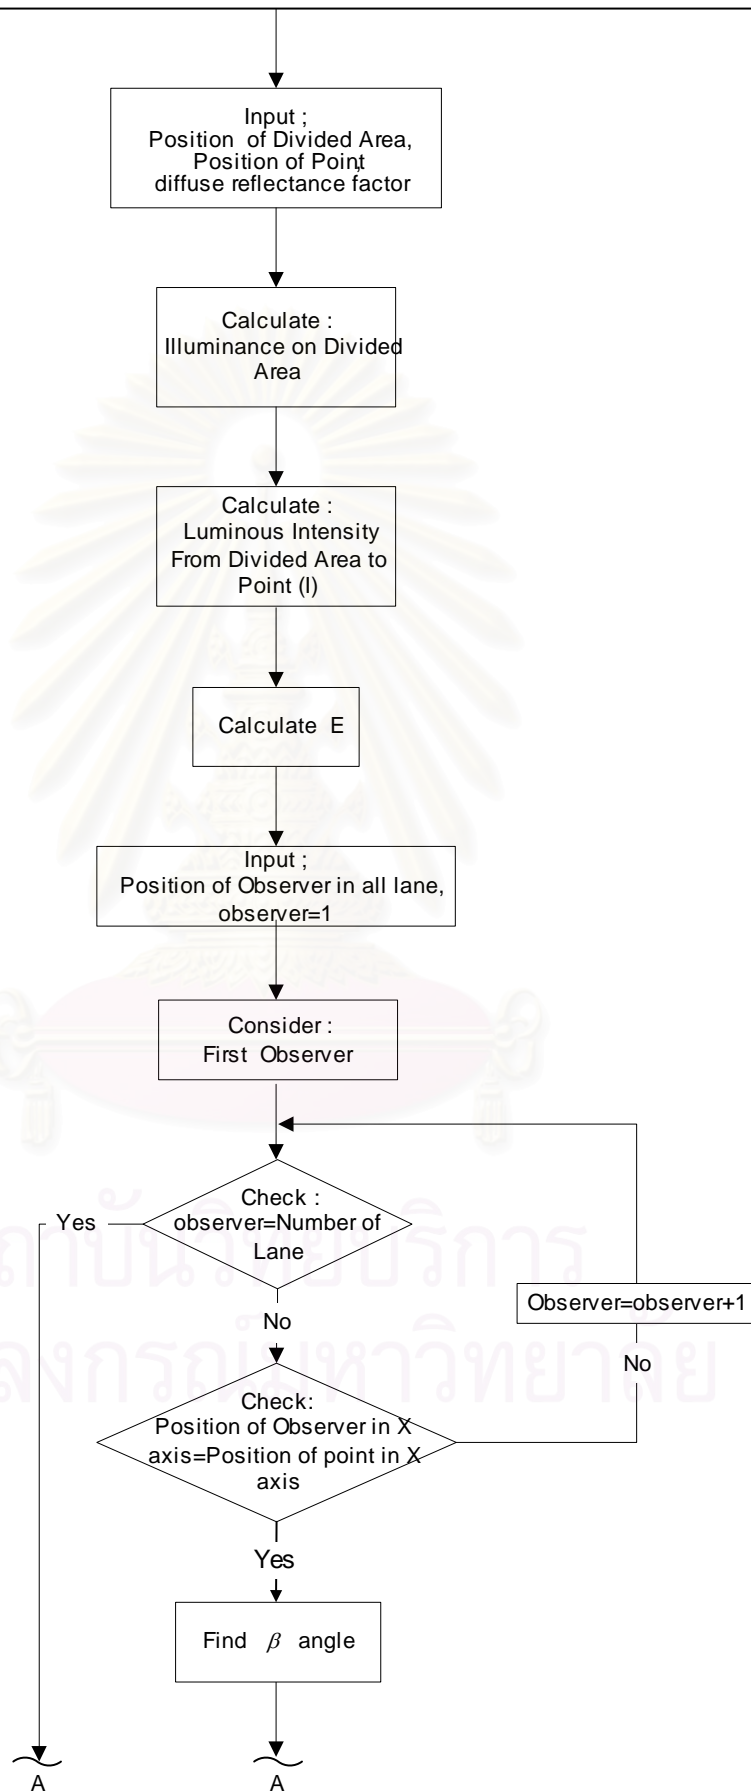 Input ;
Position of Divided Area,
Position of Point,
diffuse reflectance factor
Calculate :
Illuminance on Divided
Area
Calculate :
Luminous Intensity
From Divided Area to
Point (I)
Calculate E
Input ;
Position of Observer in all lane,
observer=1
Consider :
First Observer
Check :
observer=Number of
Lane
Yes
No
Observer=observer+1
No
Check:
Position of Observer in X
axis=Position of point in X
axis
Yes
Find β angle
A
A